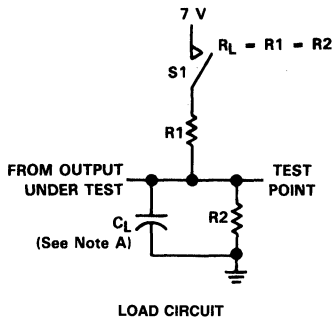 7 V
S1
R_L = R1 = R2
R1
FROM OUTPUT
UNDER TEST
TEST
POINT
C_L
(See Note A)
R2
LOAD CIRCUIT